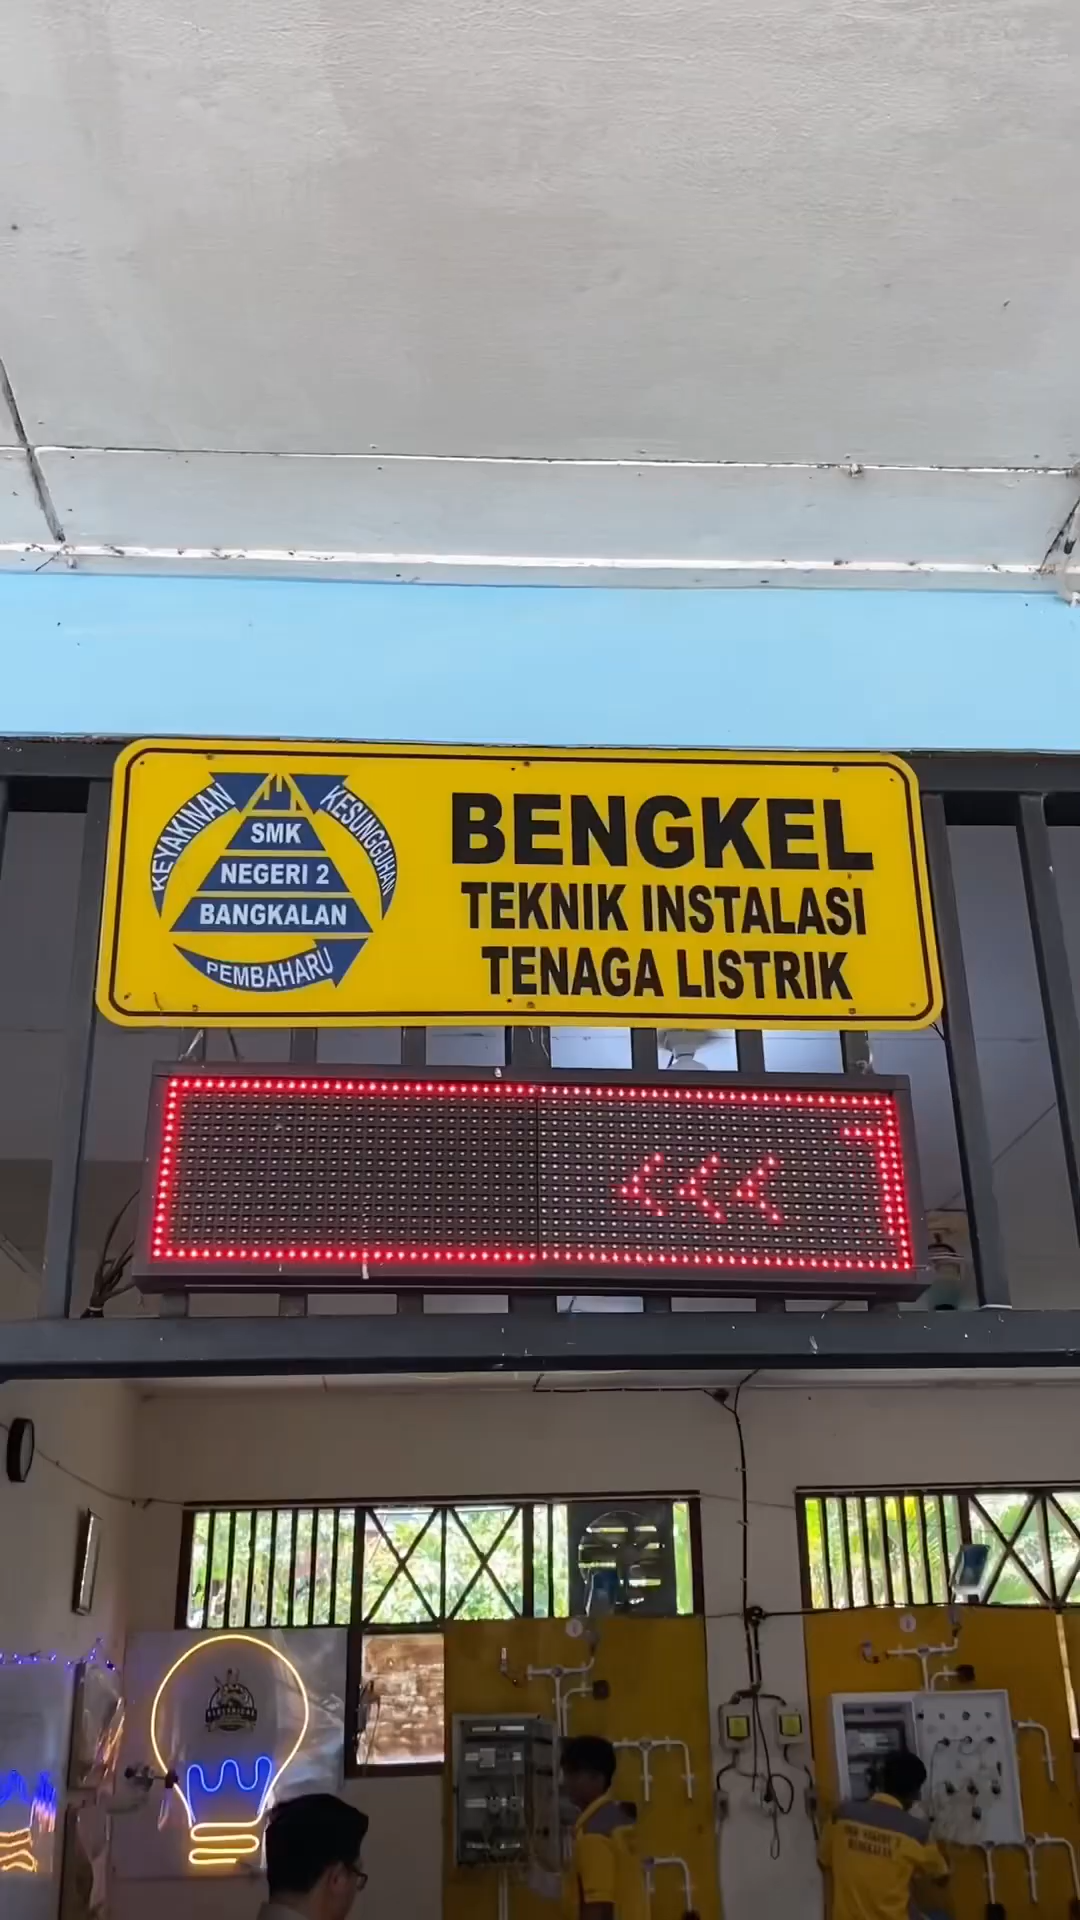 KEYAKINAN
KESUNGGUHAN
SMK
NEGERI 2
BANGKALAN
PEMBAHARU
BENGKEL
TEKNIK INSTALASI
TENAGA LISTRIK